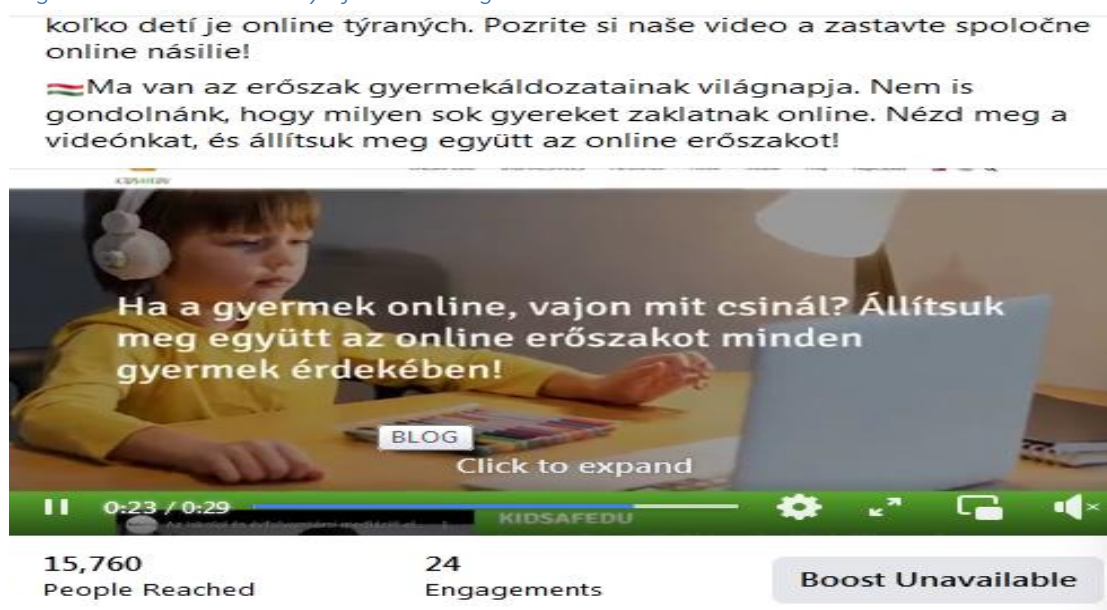 koľko detí je online týraných. Pozrite si naše video a zastavte spoločne
online násilie!
Ma van az erőszak gyermekáldozatainak világnapja. Nem is
gondolnánk, hogy milyen sok gyereket zaklatnak online. Nézd meg a
videónkat, és állítsuk meg együtt az online erőszakot!
KIDSAFEDU
Ha a gyermek online, vajon mit csinál? Állítsuk
meg együtt az online erőszakot minden
gyermek érdekében!
BLOG
Click to expand
0:23 / 0:29
KIDSAFEDU
15,760
24
Boost Unavailable
People Reached
Engagements